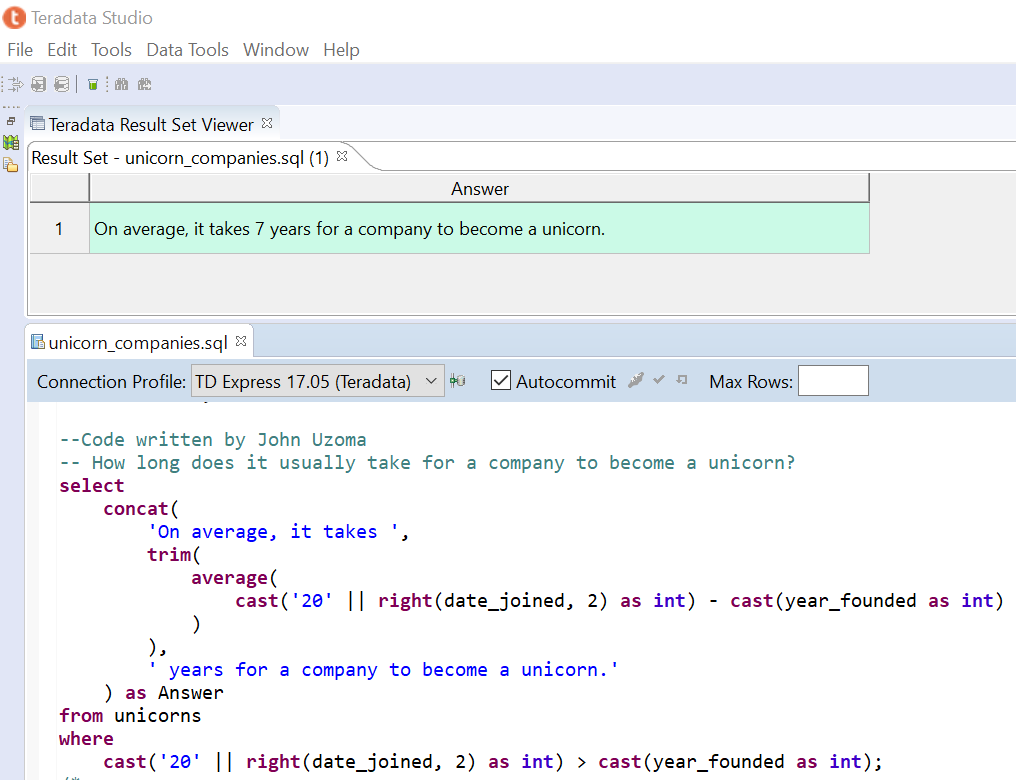 Teradata Studio
File Edit Tools Data Tools Window Help
Teradata Result Set Viewer
Result Set - unicorn_companies.sql (1)
Answer
1 On average, it takes 7 years for a company to become a unicorn.
unicorn_companies.sql
Connection Profile: TD Express 17.05 (Teradata) Autocommit Max Rows:
--Code written by John Uzoma
-- How long does it usually take for a company to become a unicorn?
select
concat(
'On average, it takes ',
trim(
average(
cast('20' || right(date_joined, 2) as int) - cast(year_founded as int)
)
),
' years for a company to become a unicorn.'
) as Answer
from unicorns
where
cast('20' || right(date_joined, 2) as int) > cast(year_founded as int);